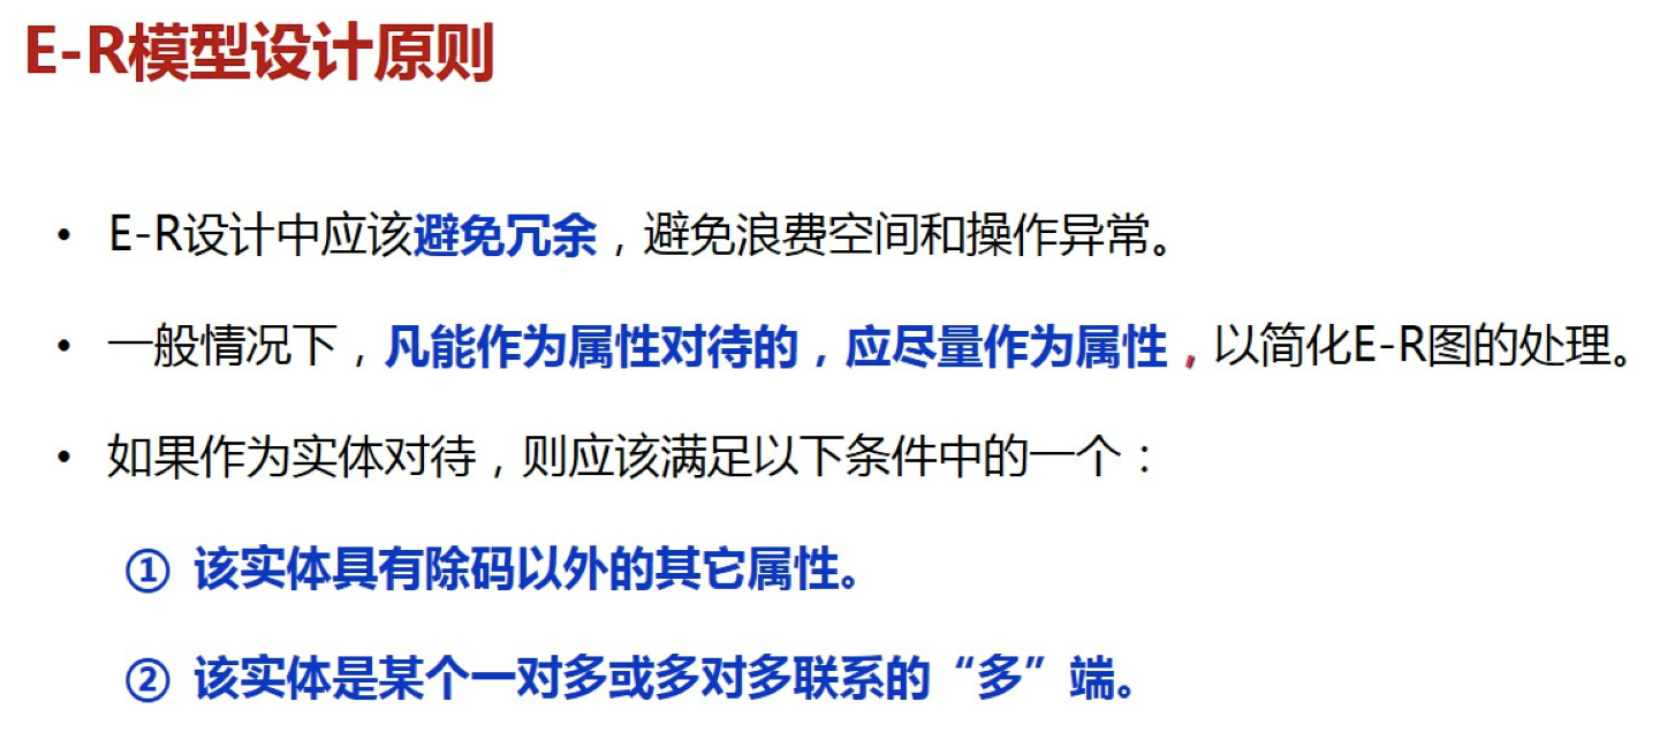 E-R模型设计原则
• E-R设计中应该避免冗余，避免浪费空间和操作异常。
• 一般情况下，凡能作为属性对待的，应尽量作为属性，以简化E-R图的处理。
• 如果作为实体对待，则应该满足以下条件中的一个：
① 该实体具有除码以外的其它属性。
② 该实体是某个一对多或多对多联系的“多”端。